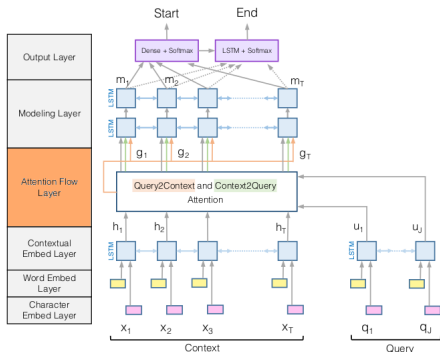 Start End
Output Layer
Dense + Softmax
LSTM + Softmax
m1 m2 mT
Modeling Layer
LSTM
LSTM
g1 g2 gT
Attention Flow
Layer
Query2Context and Context2Query
Attention
h1 h2 hT
u1 uJ
Contextual
Embed Layer
LSTM
LSTM
Word Embed
Layer
Character
Embed Layer
x1 x2 x3 xT
q1 qJ
Context
Query